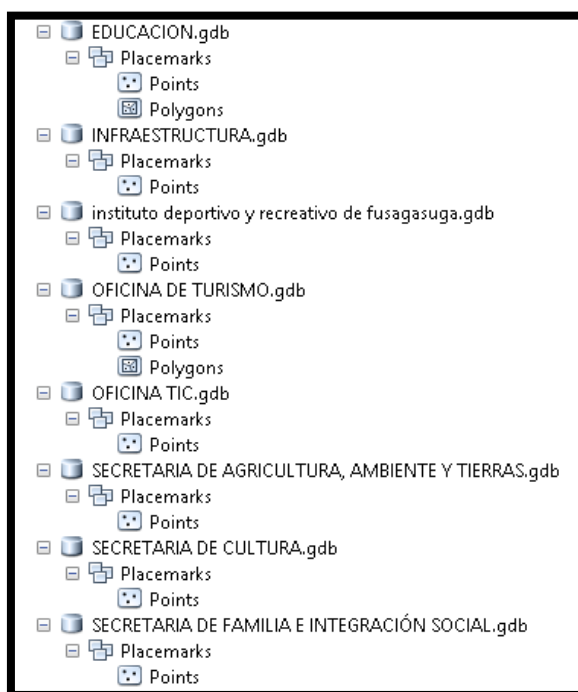 EDUCACION.gdb
Placemarks
Points
Polygons
INFRAESTRUCTURA.gdb
Placemarks
Points
instituto deportivo y recreativo de fusagasuga.gdb
Placemarks
Points
OFICINA DE TURISMO.gdb
Placemarks
Points
Polygons
OFICINA TIC.gdb
Placemarks
Points
SECRETARIA DE AGRICULTURA, AMBIENTE Y TIERRAS.gdb
Placemarks
Points
SECRETARIA DE CULTURA.gdb
Placemarks
Points
SECRETARIA DE FAMILIA E INTEGRACIÓN SOCIAL.gdb
Placemarks
Points